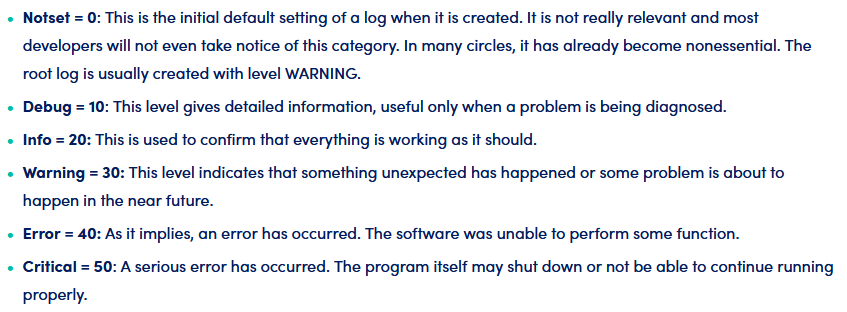 • Notset = 0: This is the initial default setting of a log when it is created. It is not really relevant and most
developers will not even take notice of this category. In many circles, it has already become nonessential. The
root log is usually created with level WARNING.
• Debug = 10: This level gives detailed information, useful only when a problem is being diagnosed.
• Info = 20: This is used to confirm that everything is working as it should.
• Warning = 30: This level indicates that something unexpected has happened or some problem is about to
happen in the near future.
• Error = 40: As it implies, an error has occurred. The software was unable to perform some function.
• Critical = 50: A serious error has occurred. The program itself may shut down or not be able to continue running
properly.